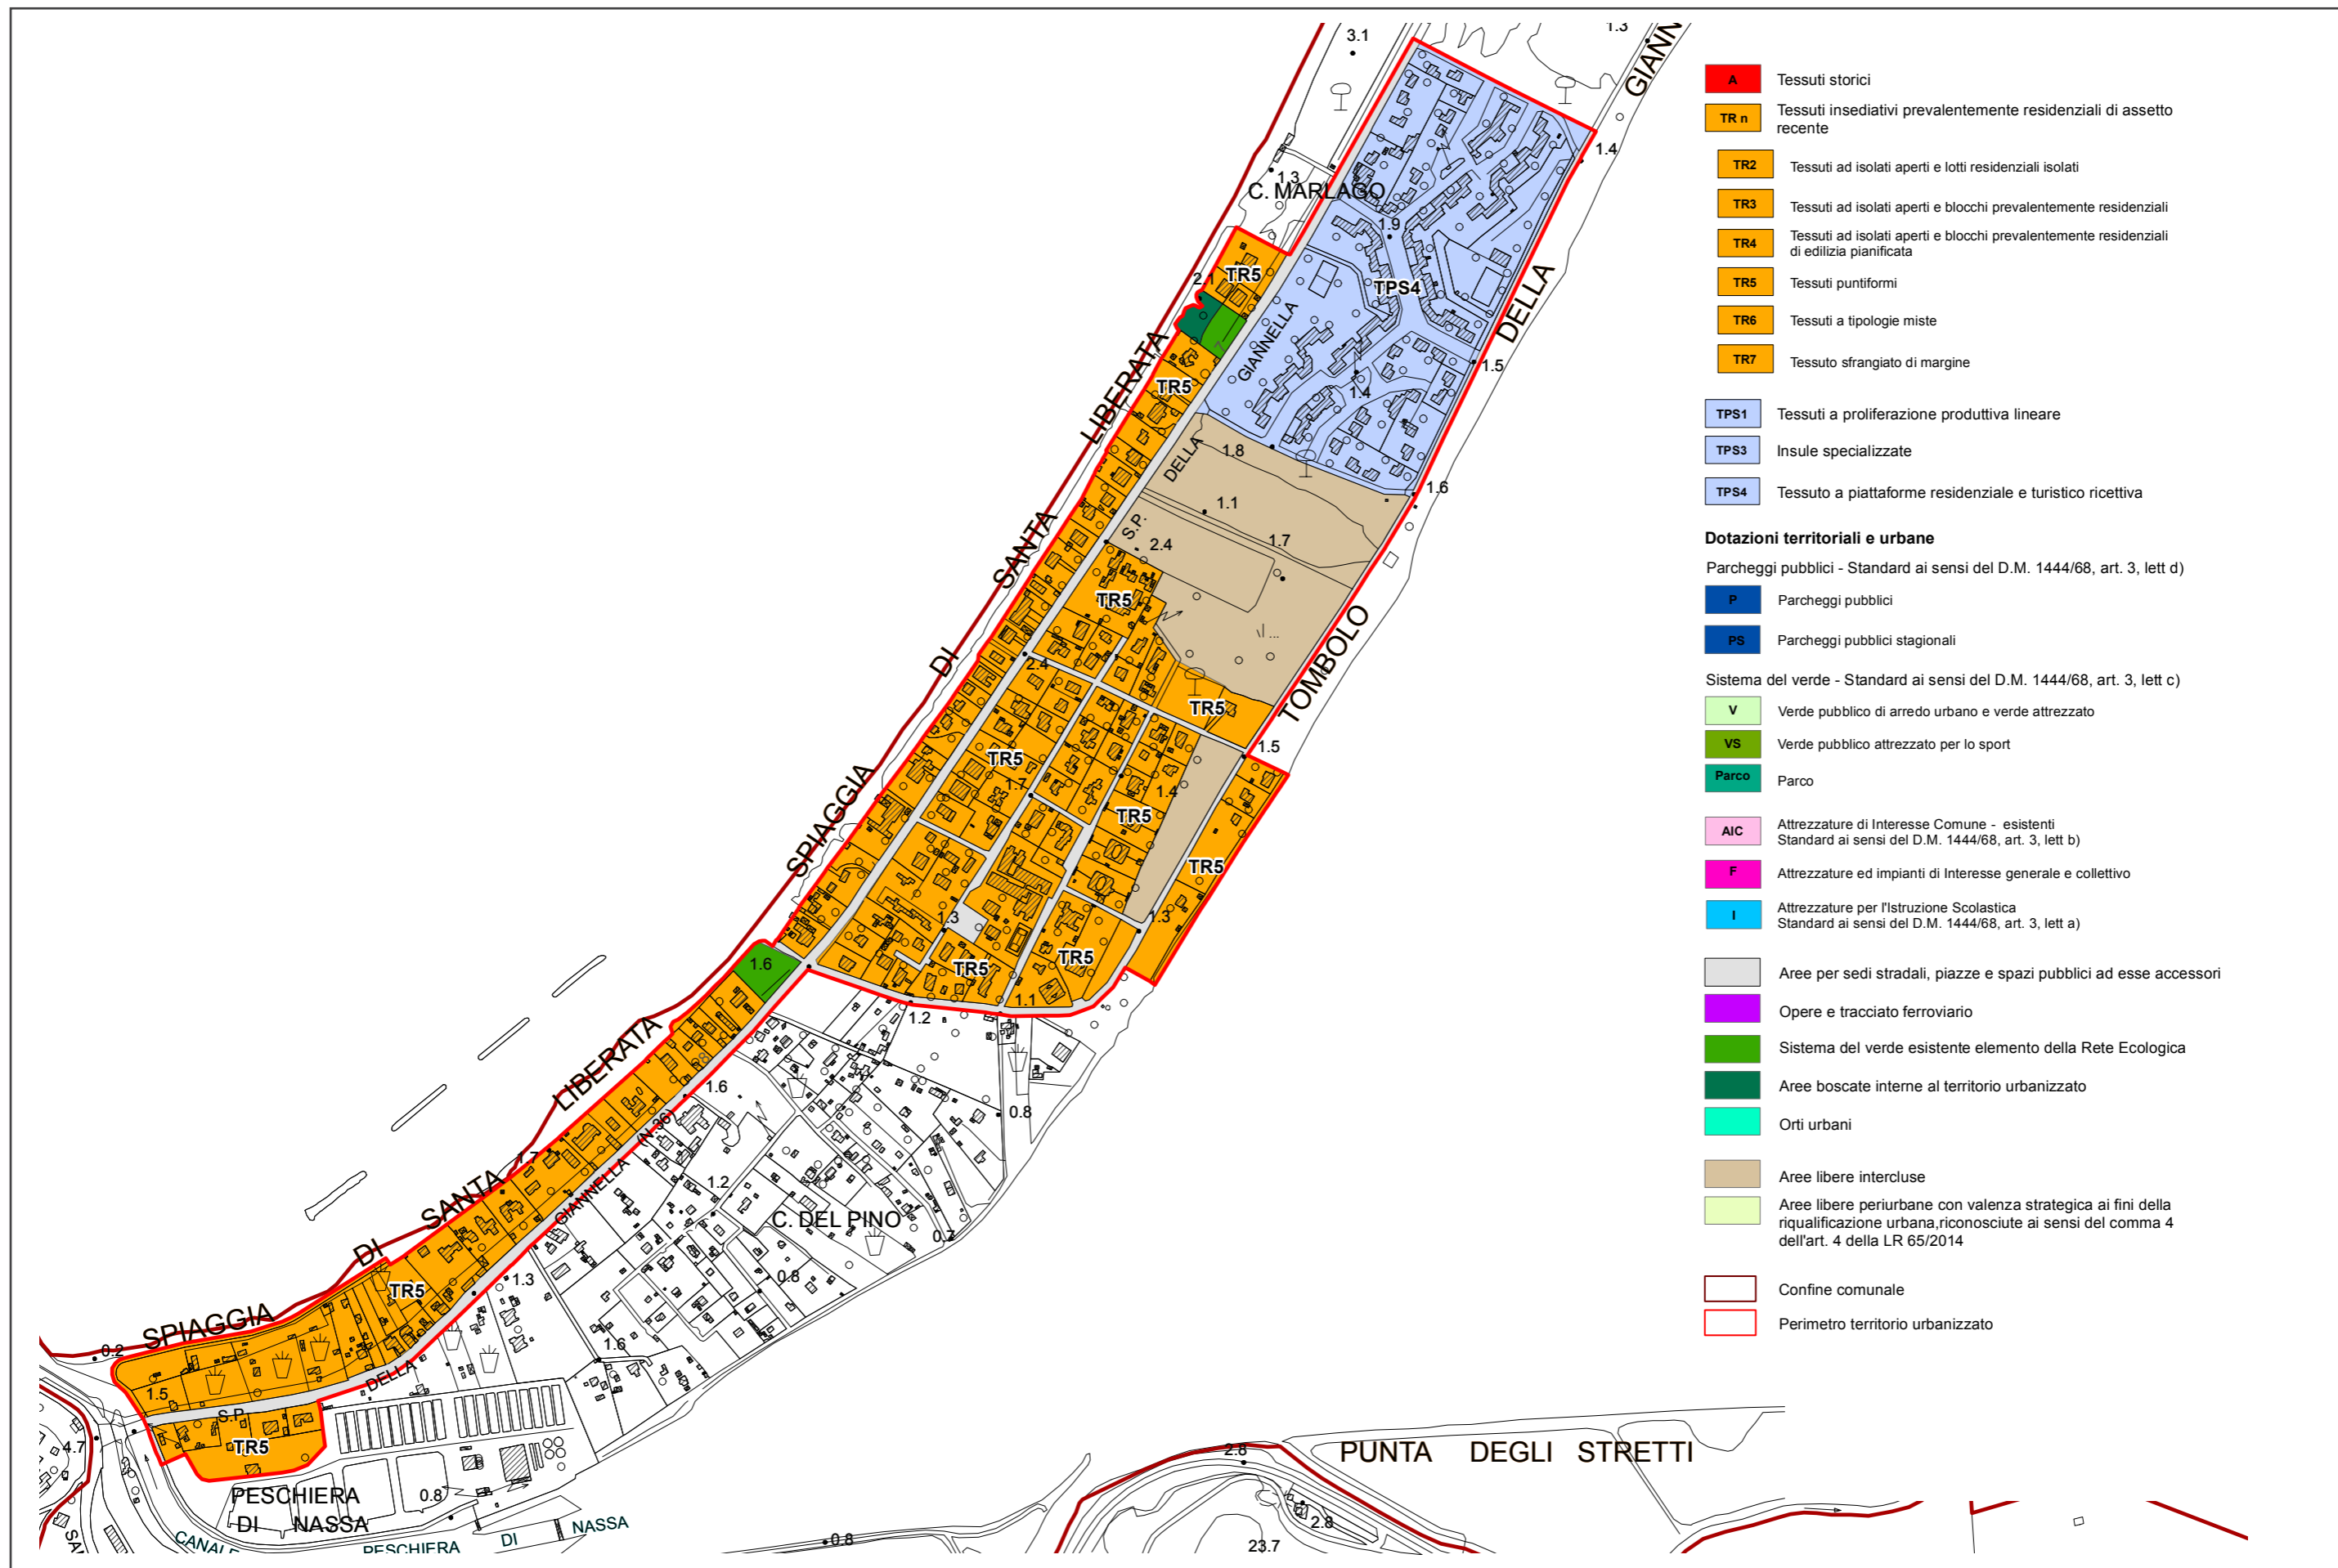 3.1
1.3
GIANN
1.4
1.3
C. MARLAGO
1.9
TR5
2.1
TPS4
DELLA
GIANNELLA
LIBERATA
TR5
1.5
1.4
DELLA
1.8
1.6
1.1
S.P.
2.4
1.7
SANTA
TR5
DI
2.4
TOMBOLO
TR5
1.5
TR5
1.7
1.4
SPIAGGIA
TR5
TR5
1.3
1.3
TR5
TR5
1.6
1.1
1.2
LIBERATA
1.6
(N.36)
0.8
1.7
SANTA
GIANNELLA
1.2
C. DEL PINO
0.7
DI
TR5
1.3
0.8
SPIAGGIA
0.2
1.6
DELLA
1.5
S.P.
TR5
4.7
PESCHIERA
DI NASSA
0.8
CANALE
PESCHIERA
DI
NASSA
PUNTA DEGLI STRETTI
2.8
2.8
0.8
23.7
A Tessuti storici
TR n Tessuti insediativi prevalentemente residenziali di assetto
recente
TR2 Tessuti ad isolati aperti e lotti residenziali isolati
TR3 Tessuti ad isolati aperti e blocchi prevalentemente residenziali
TR4 Tessuti ad isolati aperti e blocchi prevalentemente residenziali
di edilizia pianificata
TR5 Tessuti puntiformi
TR6 Tessuti a tipologie miste
TR7 Tessuto sfrangiato di margine
TPS1 Tessuti a proliferazione produttiva lineare
TPS3 Insule specializzate
TPS4 Tessuto a piattaforme residenziale e turistico ricettiva
Dotazioni territoriali e urbane
Parcheggi pubblici - Standard ai sensi del D.M. 1444/68, art. 3, lett d)
P Parcheggi pubblici
PS Parcheggi pubblici stagionali
Sistema del verde - Standard ai sensi del D.M. 1444/68, art. 3, lett c)
V Verde pubblico di arredo urbano e verde attrezzato
VS Verde pubblico attrezzato per lo sport
Parco Parco
AIC Attrezzature di Interesse Comune - esistenti
Standard ai sensi del D.M. 1444/68, art. 3, lett b)
F Attrezzature ed impianti di Interesse generale e collettivo
I Attrezzature per l'Istruzione Scolastica
Standard ai sensi del D.M. 1444/68, art. 3, lett a)
Aree per sedi stradali, piazze e spazi pubblici ad esse accessori
Opere e tracciato ferroviario
Sistema del verde esistente elemento della Rete Ecologica
Aree boscate interne al territorio urbanizzato
Orti urbani
Aree libere intercluse
Aree libere periurbane con valenza strategica ai fini della
riqualificazione urbana,riconosciute ai sensi del comma 4
dell'art. 4 della LR 65/2014
Confine comunale
Perimetro territorio urbanizzato